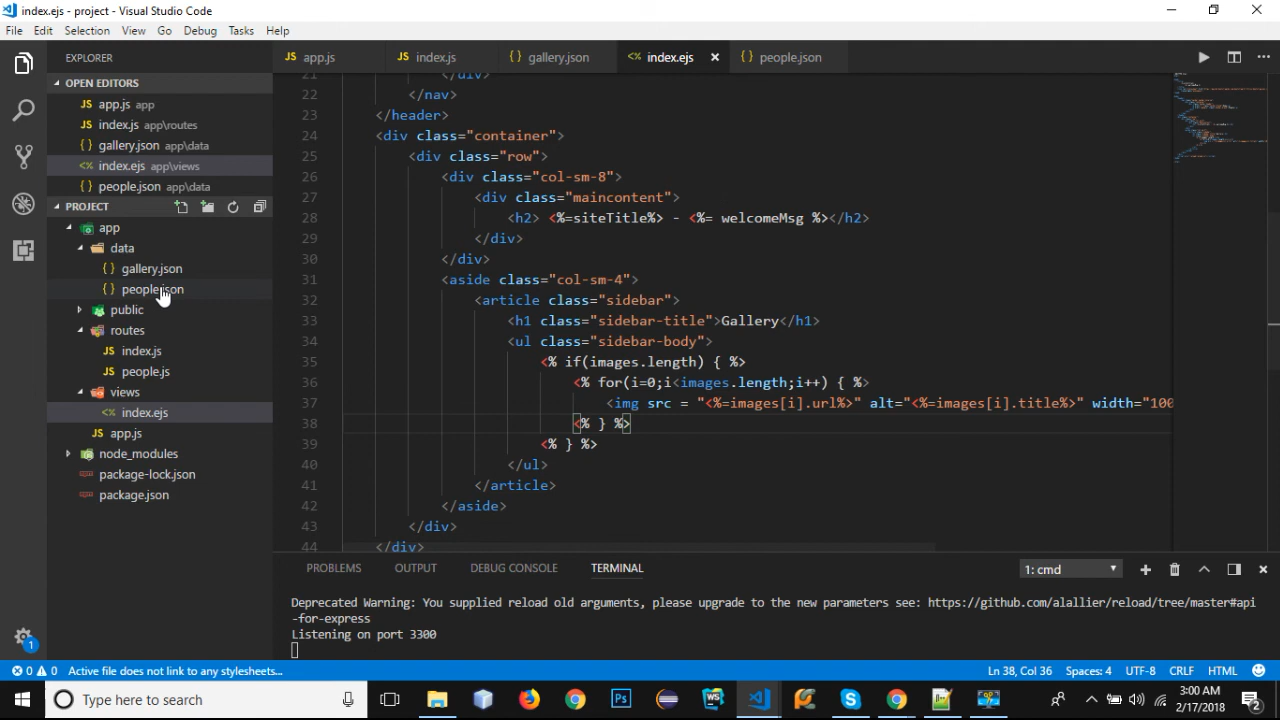 index.ejs - project - Visual Studio Code
File Edit Selection View Go Debug Tasks Help
EXPLORER
OPEN EDITORS
app.js app
index.js app\routes
gallery.json app\data
index.ejs app\views
people.json app\data
PROJECT
app
data
gallery.json
people.json
public
routes
index.js
people.js
views
index.ejs
app.js
node_modules
package-lock.json
package.json
app.js index.js gallery.json index.ejs people.json
21 </div>
22 </nav>
23 </header>
24 <div class="container">
25 <div class="row">
26 <div class="col-sm-8">
27 <div class="maincontent">
28 <h2> <%=siteTitle%> - <%= welcomeMsg %></h2>
29 </div>
30 </div>
31 <aside class="col-sm-4">
32 <article class="sidebar">
33 <h1 class="sidebar-title">Gallery</h1>
34 <ul class="sidebar-body">
35 <% if(images.length) { %>
36 <% for(i=0;i<images.length;i++) { %>
37 <img src = "<%=images[i].url%>" alt="<%=images[i].title%>" width="100
38 <% } %>
39 <% } %>
40 </ul>
41 </article>
42 </aside>
43 </div>
44 </div>
PROBLEMS OUTPUT DEBUG CONSOLE TERMINAL 1: cmd
Deprecated Warning: You supplied reload old arguments, please upgrade to the new parameters see: https://github.com/alallier/reload/tree/master#api
-for-express
Listening on port 3300
1
0 0 Active file does not link to any stylesheets... Ln 38, Col 36 Spaces: 4 UTF-8 CRLF HTML
Type here to search
Ps
WS
3:00 AM
2/17/2018
2